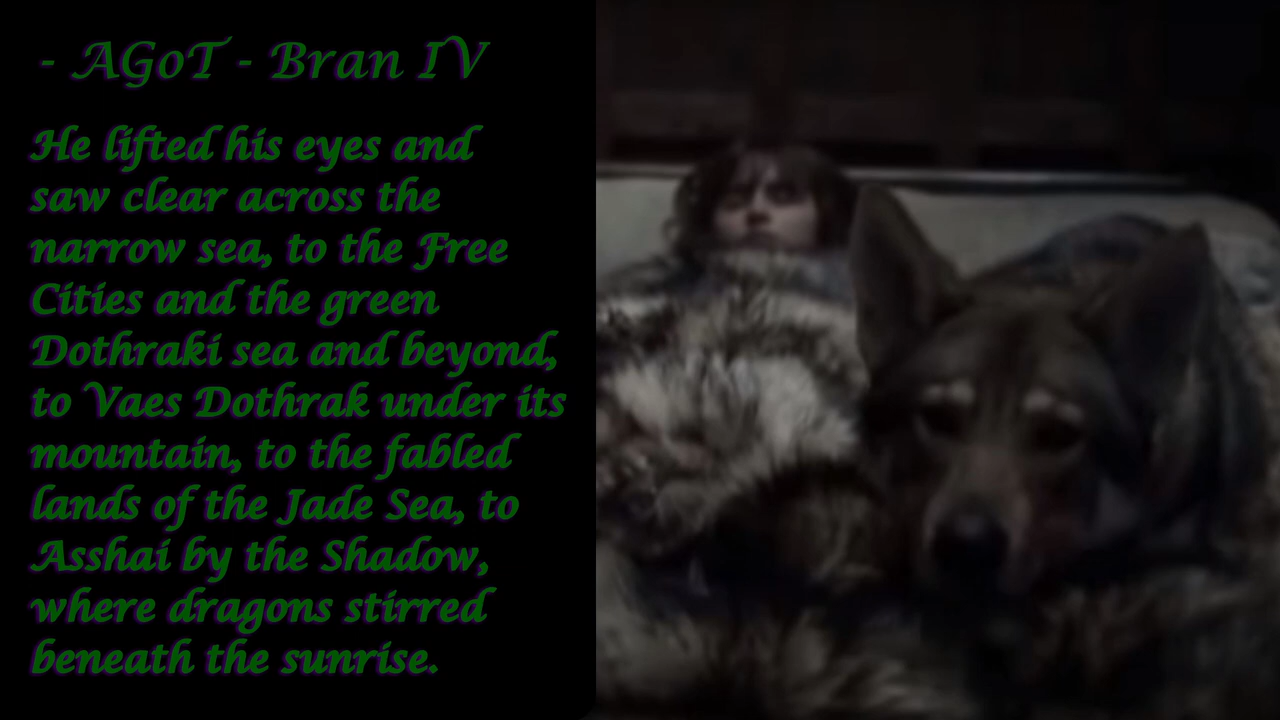 - AGoT - Bran IV
He lifted his eyes and
saw clear across the
narrow sea, to the Free
Cities and the green
Dothraki sea and beyond,
to Vaes Dothrak under its
mountain, to the fabled
lands of the Jade Sea, to
Asshai by the Shadow,
where dragons stirred
beneath the sunrise.